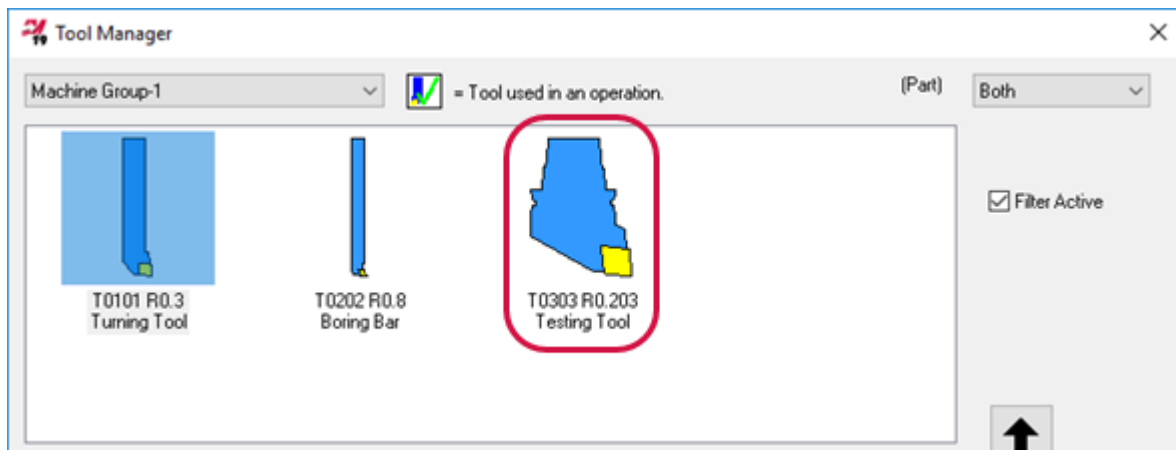 19 Tool Manager
Machine Group-1
= Tool used in an operation.
(Part)
Both
Filter Active
T0101 R0.3
Turning Tool
T0202 R0.8
Boring Bar
T0303 R0.203
Testing Tool